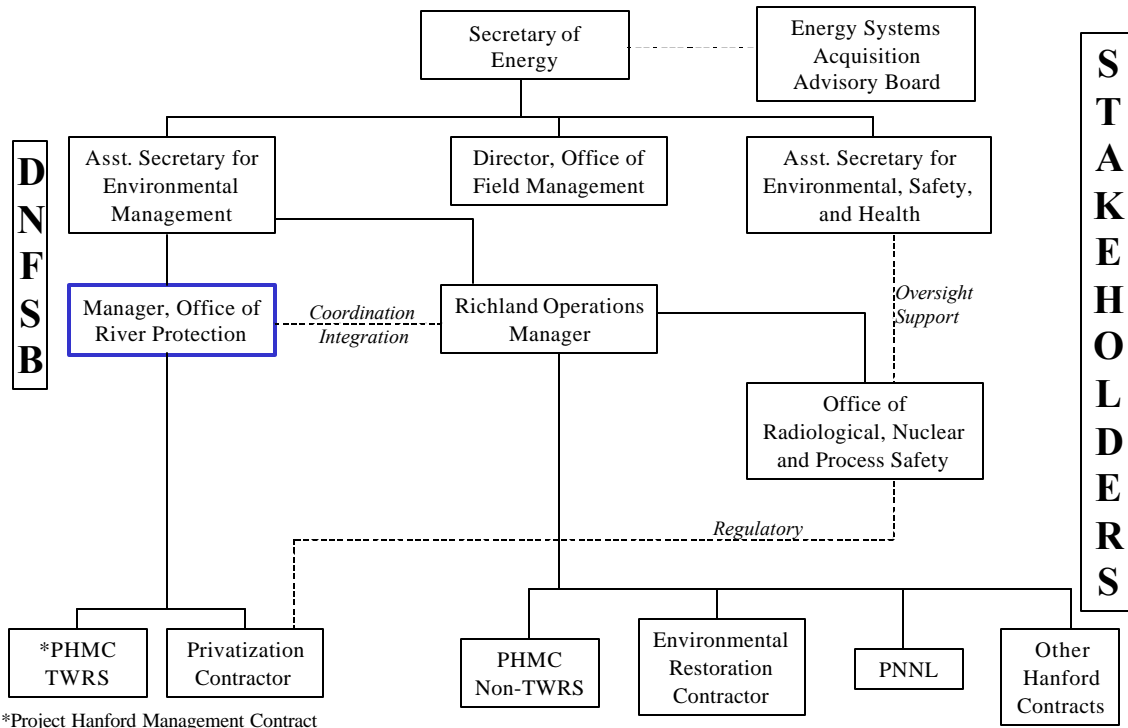 Secretary of
Energy
Energy Systems
Acquisition
Advisory Board
DNFSB
STAKEHOLDERS
Asst. Secretary for
Environmental
Management
Director, Office of
Field Management
Asst. Secretary for
Environmental, Safety,
and Health
Manager, Office of
River Protection
Coordination
Integration
Richland Operations
Manager
Oversight
Support
Office of
Radiological, Nuclear
and Process Safety
Regulatory
*PHMC
TWRS
Privatization
Contractor
PHMC
Non-TWRS
Environmental
Restoration
Contractor
PNNL
Other
Hanford
Contracts
*Project Hanford Management Contract